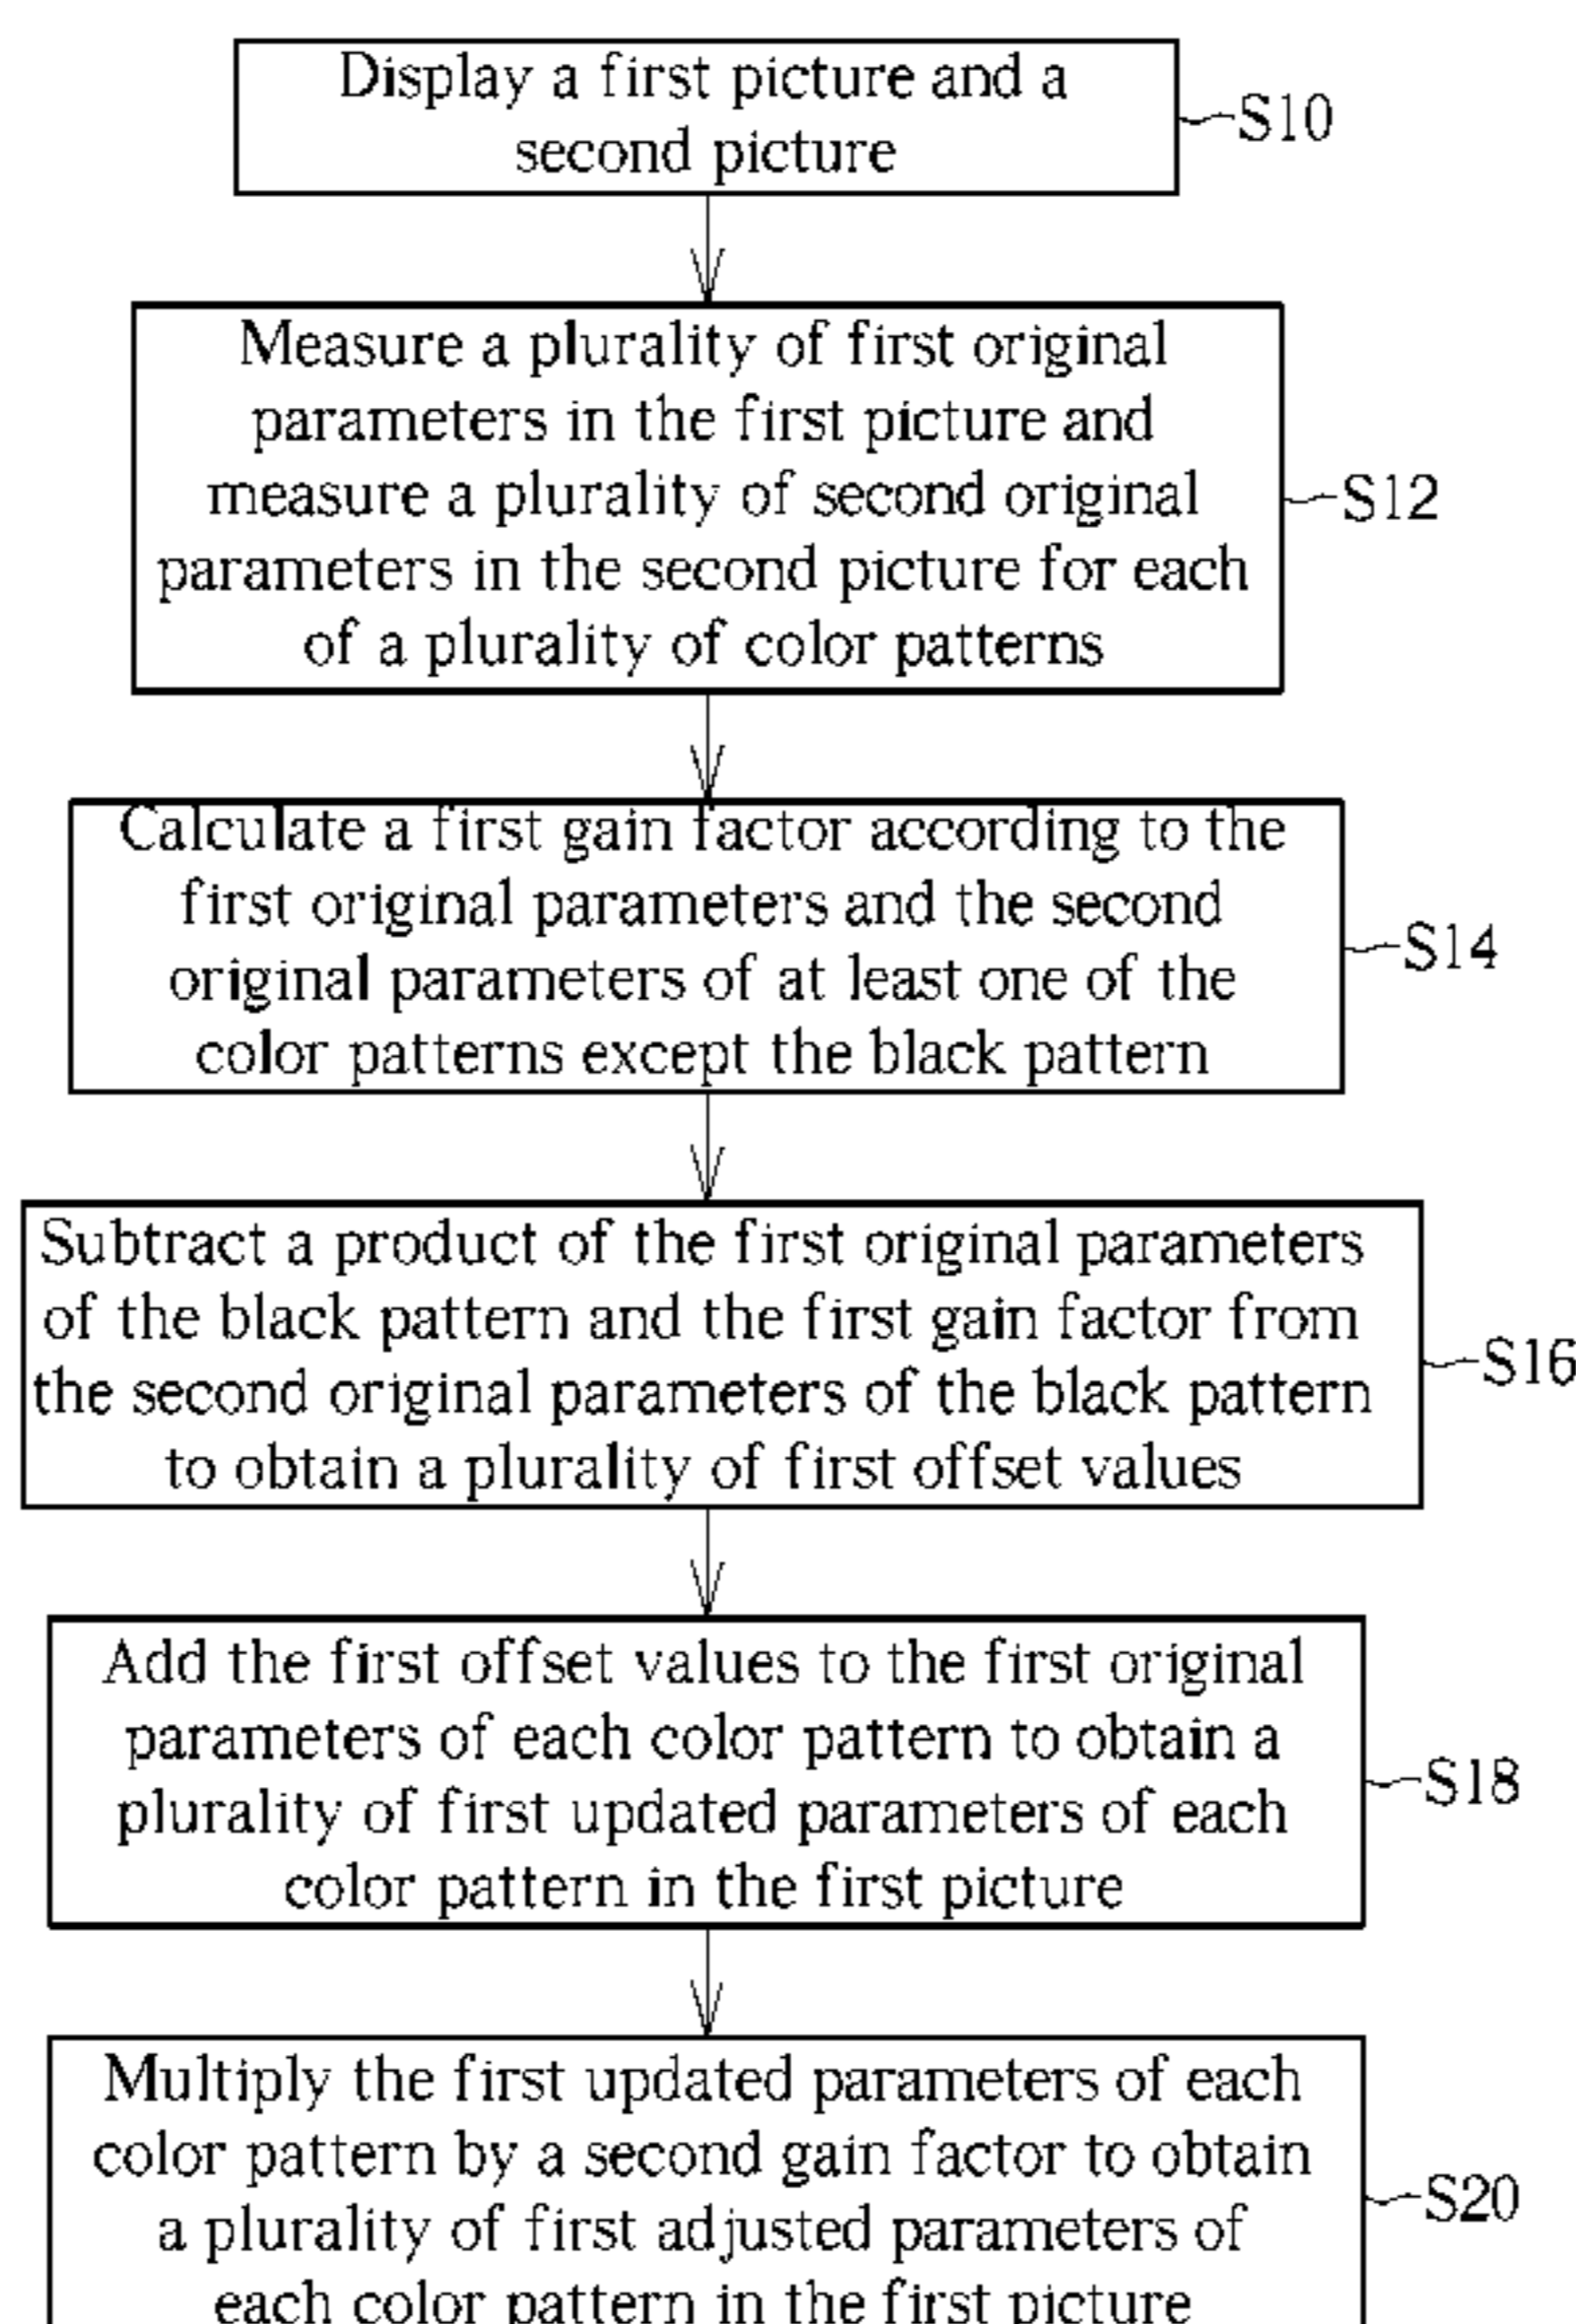 Display a first picture and a
second picture
S10
Measure a plurality of first original
parameters in the first picture and
measure a plurality of second original
parameters in the second picture for each
of a plurality of color patterns
S12
Calculate a first gain factor according to the
first original parameters and the second
original parameters of at least one of the
color patterns except the black pattern
S14
Subtract a product of the first original parameters
of the black pattern and the first gain factor from
the second original parameters of the black pattern
to obtain a plurality of first offset values
S16
Add the first offset values to the first original
parameters of each color pattern to obtain a
plurality of first updated parameters of each
color pattern in the first picture
S18
Multiply the first updated parameters of each
color pattern by a second gain factor to obtain
a plurality of first adjusted parameters of
each color pattern in the first picture
S20